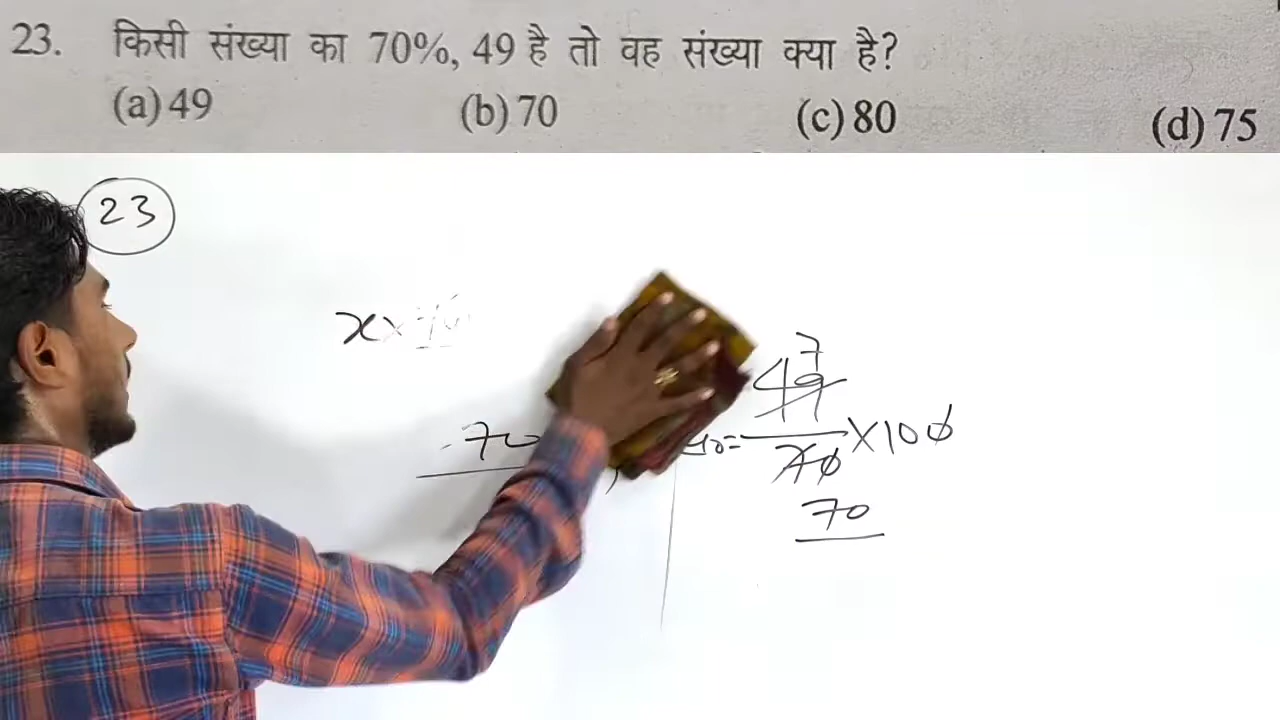 23. किसी संख्या का 70%, 49 है तो वह संख्या क्या है?
(a) 49 (b) 70 (c) 80 (d) 75
23
x×
7
49
70 = ×100
70
70